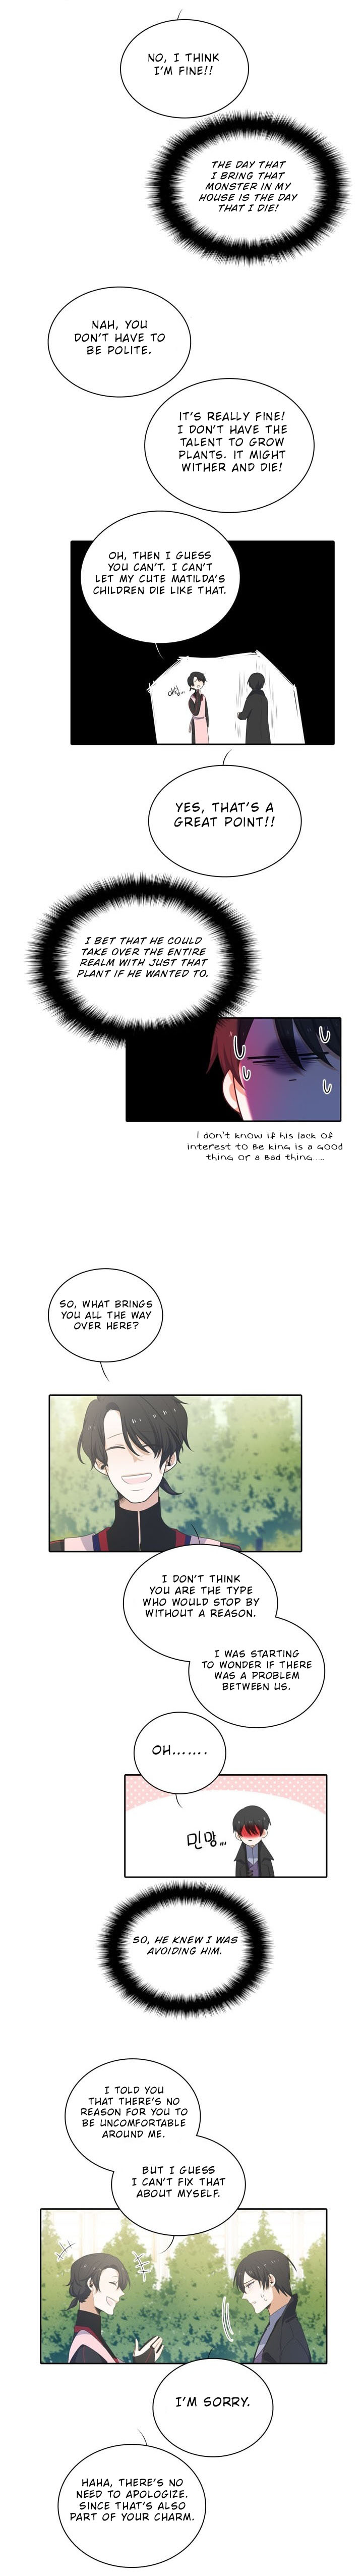 NO, I THINK
I'M FINE!!
THE DAY THAT
I BRING THAT
MONSTER IN MY
HOUSE IS THE DAY
THAT I DIE!
NAH, YOU
DON'T HAVE TO
BE POLITE.
IT'S REALLY FINE!
I DON'T HAVE THE
TALENT TO GROW
PLANTS. IT MIGHT
WITHER AND DIE!
OH, THEN I GUESS
YOU CAN'T. I CAN'T
LET MY CUTE MATILDA'S
CHILDREN DIE LIKE THAT.
YES, THAT'S A
GREAT POINT!!
I BET THAT HE COULD
TAKE OVER THE ENTIRE
REALM WITH JUST THAT
PLANT IF HE WANTED TO.
I don't know if his lack of
interest to be king is a good
thing or a bad thing.....
SO, WHAT BRINGS
YOU ALL THE WAY
OVER HERE?
I DON'T THINK
YOU ARE THE TYPE
WHO WOULD STOP BY
WITHOUT A REASON.
I WAS STARTING
TO WONDER IF THERE
WAS A PROBLEM
BETWEEN US.
OH.......
민망...
SO, HE KNEW I WAS
AVOIDING HIM.
I TOLD YOU
THAT THERE'S NO
REASON FOR YOU TO
BE UNCOMFORTABLE
AROUND ME.
BUT I GUESS
I CAN'T FIX THAT
ABOUT MYSELF.
I'M SORRY.
HAHA, THERE'S NO
NEED TO APOLOGIZE.
SINCE THAT'S ALSO
PART OF YOUR CHARM.